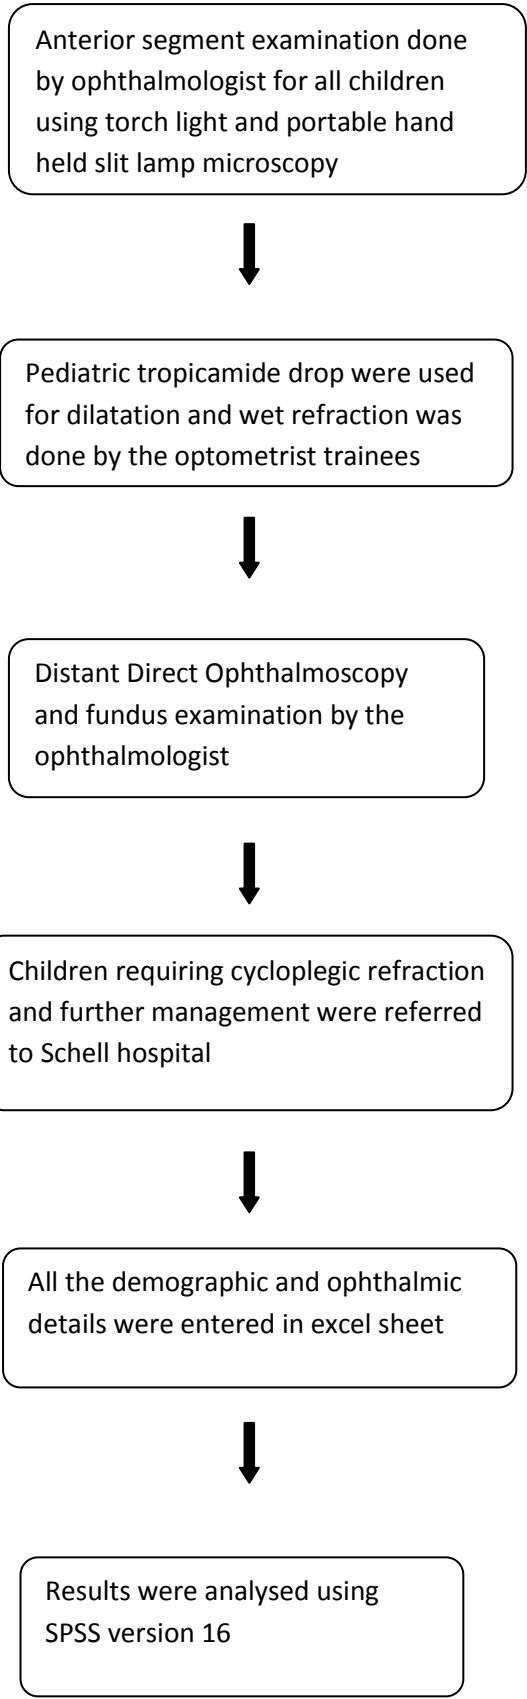 Anterior segment examination done
by ophthalmologist for all children
using torch light and portable hand
held slit lamp microscopy
Pediatric tropicamide drop were used
for dilatation and wet refraction was
done by the optometrist trainees
Distant Direct Ophthalmoscopy
and fundus examination by the
ophthalmologist
Children requiring cycloplegic refraction
and further management were referred
to Schell hospital
All the demographic and ophthalmic
details were entered in excel sheet
Results were analysed using
SPSS version 16